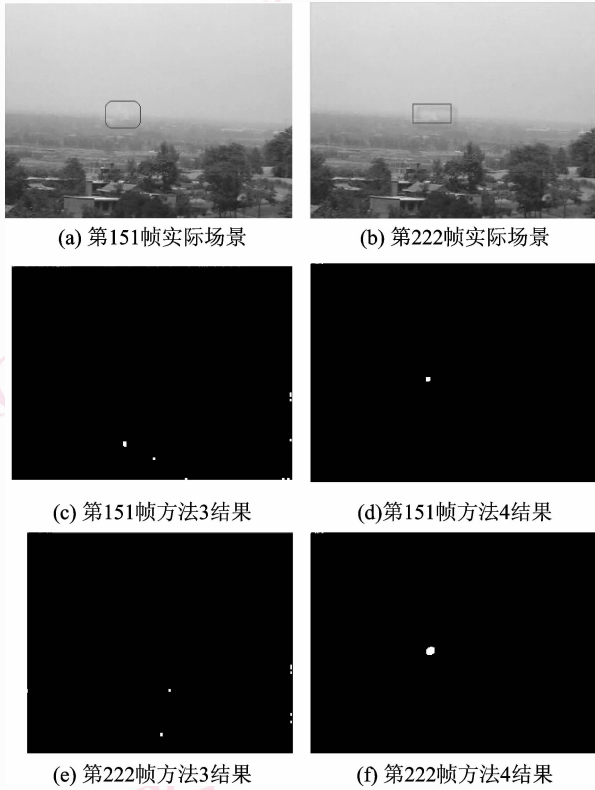 (a) 第151帧实际场景
(b) 第222帧实际场景
(c) 第151帧方法3结果
(d)第151帧方法4结果
(e) 第222帧方法3结果
(f) 第222帧方法4结果